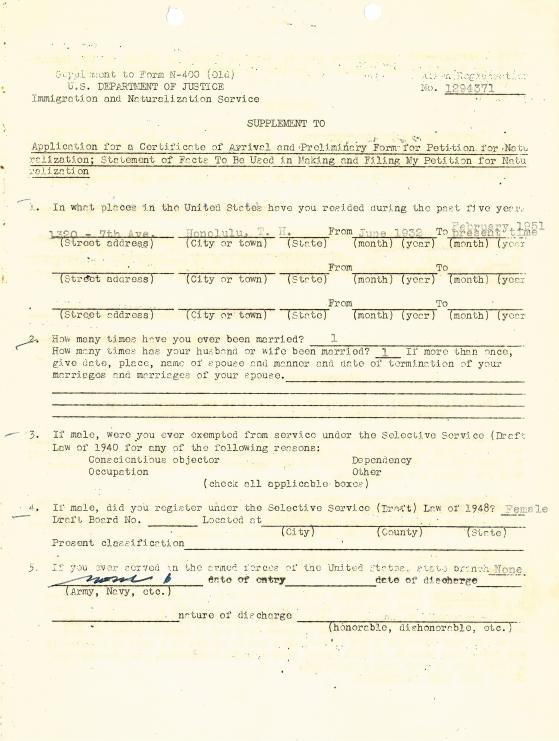 Supplement to Form N-400 (Old)
U.S. DEPARTMENT OF JUSTICE
Immigration and Naturalization Service
Alien Registration
No. 1294371
SUPPLEMENT TO
Application for a Certificate of Arrival and Preliminary Form for Petition for Natu
ralization; Statement of Facts To Be Used in Making and Filing My Petition for Natu
ralization
1. In what places in the United States have you resided during the past five year
1320 - 7th Ave. Honolulu, T. H. From June 1932 To February 1951 present time
(Street address) (City or town) (State) (month) (year) (month) (year
From To
(Street address) (City or town) (State) (month) (year) (month) (year
From To
(Street address) (City or town) (State) (month) (year) (month) (year
2. How many times have you ever been married? 1
How many times has your husband or wife been married? 1 If more than once,
give date, place, name of spouse and manner and date of termination of your
marriages and marriages of your spouse.
3. If male, were you ever exempted from service under the Selective Service (Draft
Law of 1940 for any of the following reasons:
Conscientious objector Dependency
Occupation Other
(check all applicable boxes)
4. If male, did you register under the Selective Service (Draft) Law of 1948? Female
Draft Board No. Located at
(City) (County) (State)
Present classification
5. If you ever served in the armed forces of the United States, state branch None
date of entry date of discharge
(Army, Navy, etc.)
nature of discharge
(honorable, dishonorable, etc.)